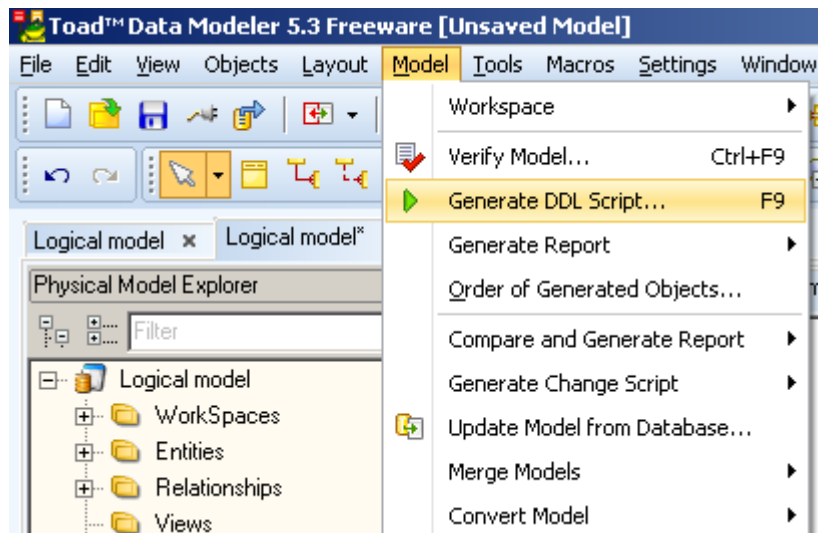 Toad™ Data Modeler 5.3 Freeware [Unsaved Model]
File Edit View Objects Layout Model Tools Macros Settings Window
Workspace
Verify Model... Ctrl+F9
Generate DDL Script... F9
Logical model Logical model*
Generate Report
Physical Model Explorer
Order of Generated Objects...
Filter
Compare and Generate Report
Logical model
Generate Change Script
WorkSpaces
Update Model from Database...
Entities
Merge Models
Relationships
Convert Model
Views